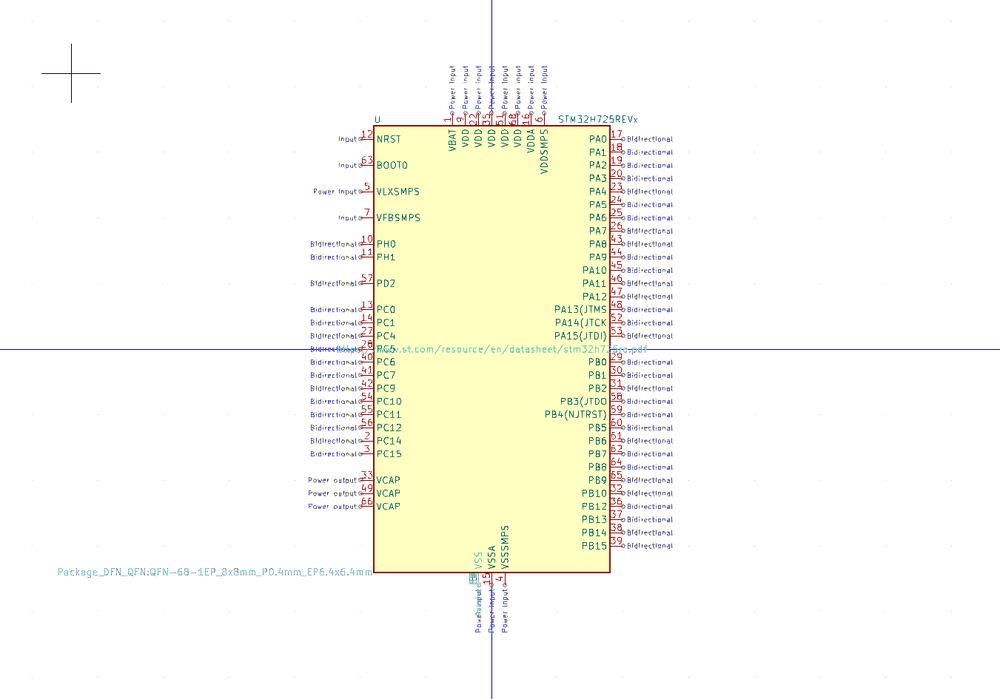 Power Input Power Input Power Input Power Input Power Input Power Input Power Input Power Input
1 9 22 35 51 68 16 6
U STM32H725REVx
VBAT VDD VDD VDD VDD VDD VDDA VDDSMPS
Input 12 NRST
Input 63 BOOT0
Power Input 5 VLXSMPS
Input 7 VFBSMPS
Bidirectional 10 PH0
Bidirectional 11 PH1
Bidirectional 57 PD2
Bidirectional 13 PC0
Bidirectional 14 PC1
Bidirectional 27 PC4
28 PC5
Bidirectional 40 PC6
Bidirectional 41 PC7
Bidirectional 42 PC9
Bidirectional 54 PC10
Bidirectional 55 PC11
Bidirectional 56 PC12
Bidirectional 2 PC14
Bidirectional 3 PC15
Power output 33 VCAP
Power output 49 VCAP
Power output 66 VCAP
PA0 17 Bidirectional
PA1 18 Bidirectional
PA2 19 Bidirectional
PA3 20 Bidirectional
PA4 23 Bidirectional
PA5 24 Bidirectional
PA6 25 Bidirectional
PA7 26 Bidirectional
PA8 43 Bidirectional
PA9 44 Bidirectional
PA10 45 Bidirectional
PA11 46 Bidirectional
PA12 47 Bidirectional
PA13(JTMS 48 Bidirectional
PA14(JTCK 52 Bidirectional
PA15(JTDI) 53 Bidirectional
.st.com/resource/en/datasheet/stm32h725re.pdf
PB0 29 Bidirectional
PB1 30 Bidirectional
PB2 31 Bidirectional
PB3(JTDO 58 Bidirectional
PB4(NJTRST) 59 Bidirectional
PB5 60 Bidirectional
PB6 61 Bidirectional
PB7 62 Bidirectional
PB8 64 Bidirectional
PB9 65 Bidirectional
PB10 32 Bidirectional
PB12 36 Bidirectional
PB13 37 Bidirectional
PB14 38 Bidirectional
PB15 39 Bidirectional
VSS VSSA VSSSMPS
Package_DFN_QFN:QFN-68-1EP_8x8mm_P0.4mm_EP6.4x6.4mm
15 4
Power Input Power Input Power Input